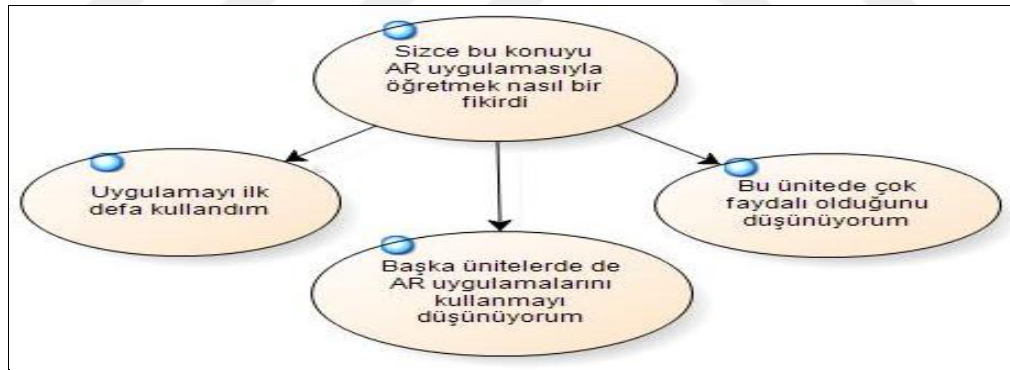 Sizce bu konuyu
AR uygulamasıyla
öğretmek nasıl bir
fikirdi
Uygulamayı ilk
defa kullandım
Bu ünitede çok
faydalı olduğunu
düşünüyorum
Başka ünitelerde de
AR uygulamalarını
kullanmayı
düşünüyorum